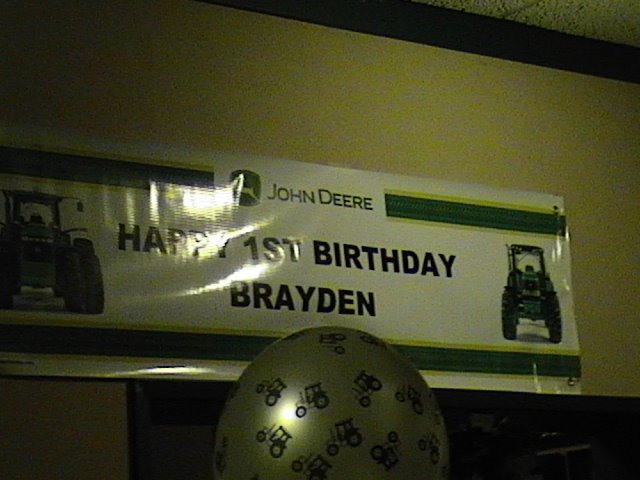 JOHN DEERE
HAPPY 1ST BIRTHDAY
BRAYDEN